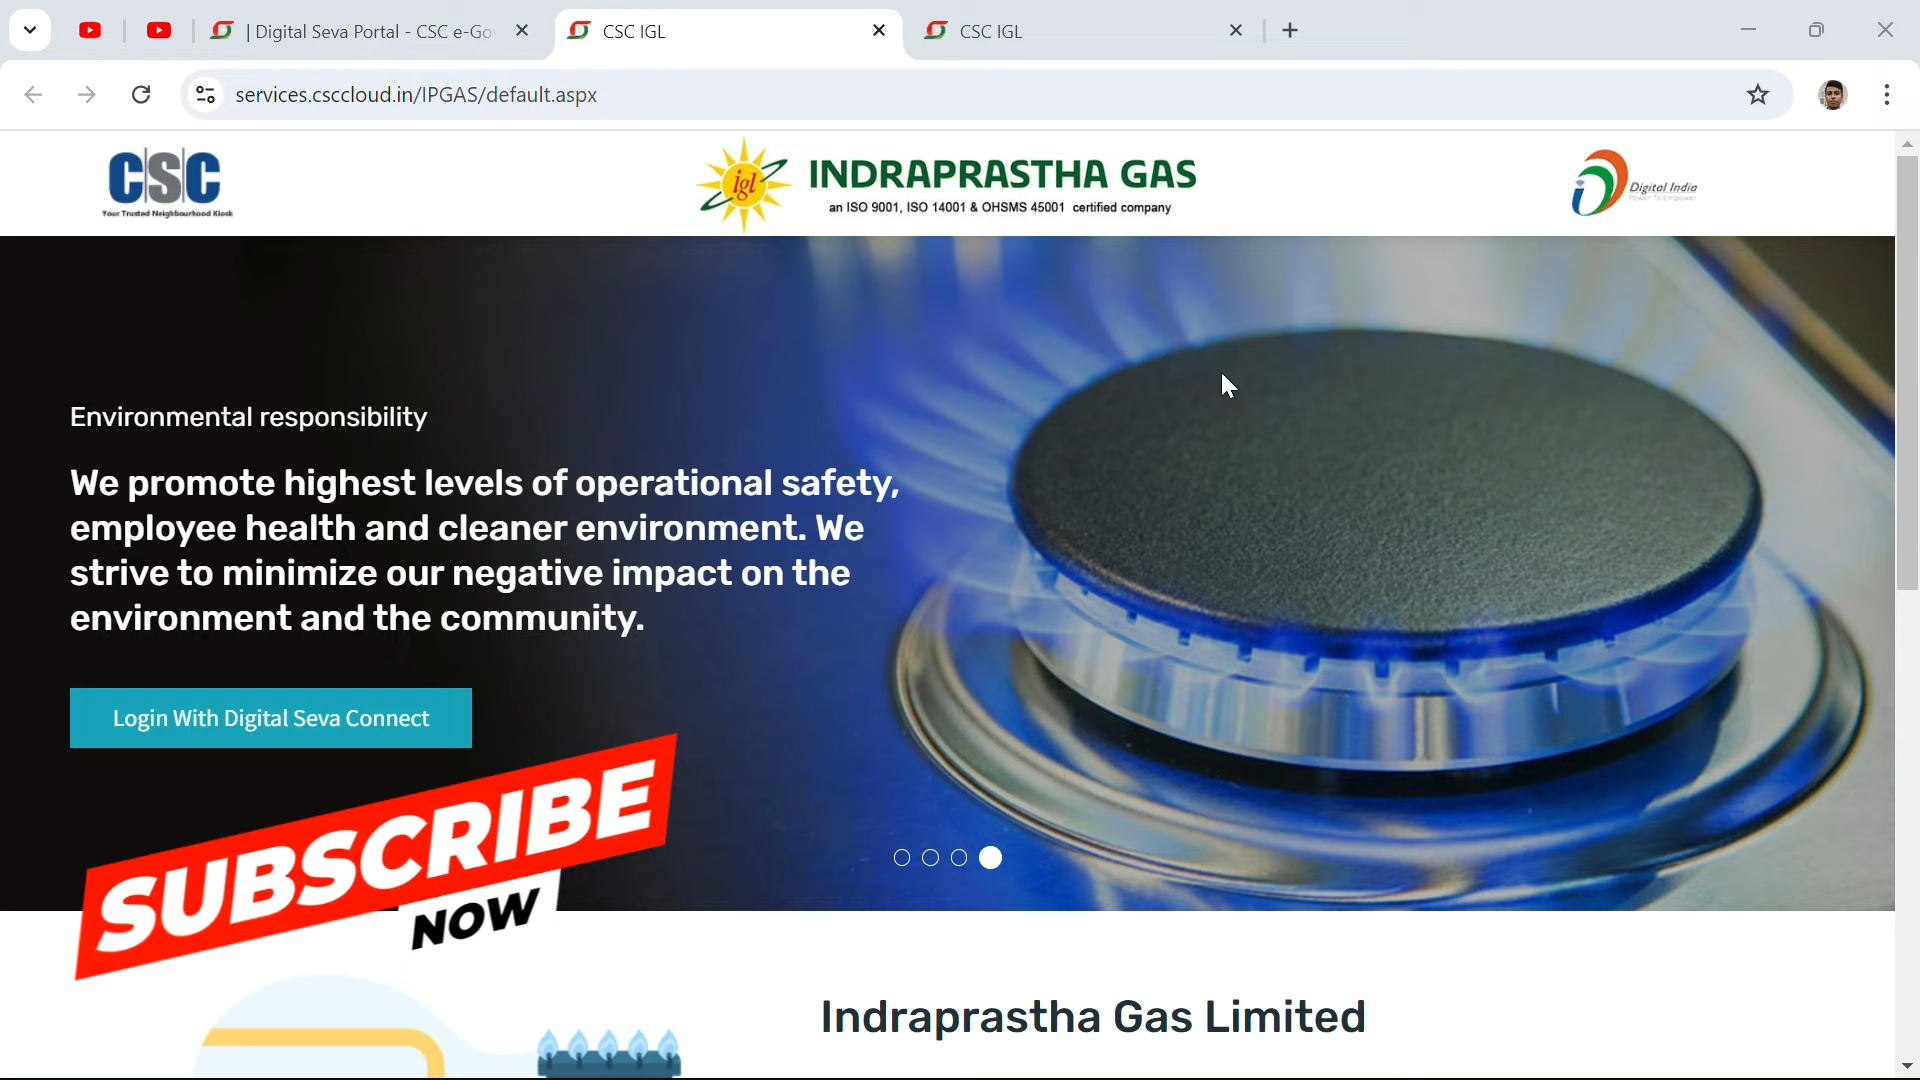 | Digital Seva Portal - CSC e-Gov
CSC IGL
CSC IGL
services.csccloud.in/IPGAS/default.aspx
CSC
Your Trusted Neighbourhood Kiosk
igl
INDRAPRASTHA GAS
an ISO 9001, ISO 14001 & OHSMS 45001 certified company
Digital India
Power To Empower
Environmental responsibility
We promote highest levels of operational safety,
employee health and cleaner environment. We
strive to minimize our negative impact on the
environment and the community.
Login With Digital Seva Connect
SUBSCRIBE
NOW
Indraprastha Gas Limited